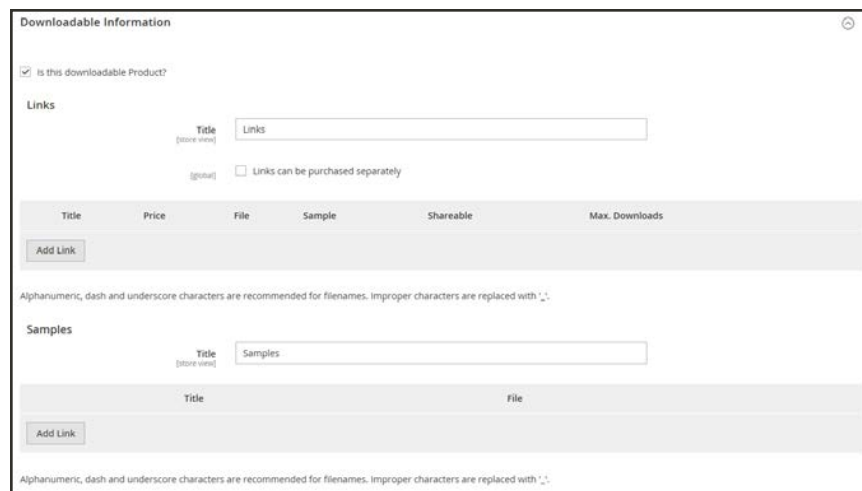 Downloadable Information
Is this downloadable Product?
Links
Title
[store view]
Links
[global]
Links can be purchased separately
Title Price File Sample Shareable Max. Downloads
Add Link
Alphanumeric, dash and underscore characters are recommended for filenames. Improper characters are replaced with '_'.
Samples
Title
[store view]
Samples
Title File
Add Link
Alphanumeric, dash and underscore characters are recommended for filenames. Improper characters are replaced with '_'.